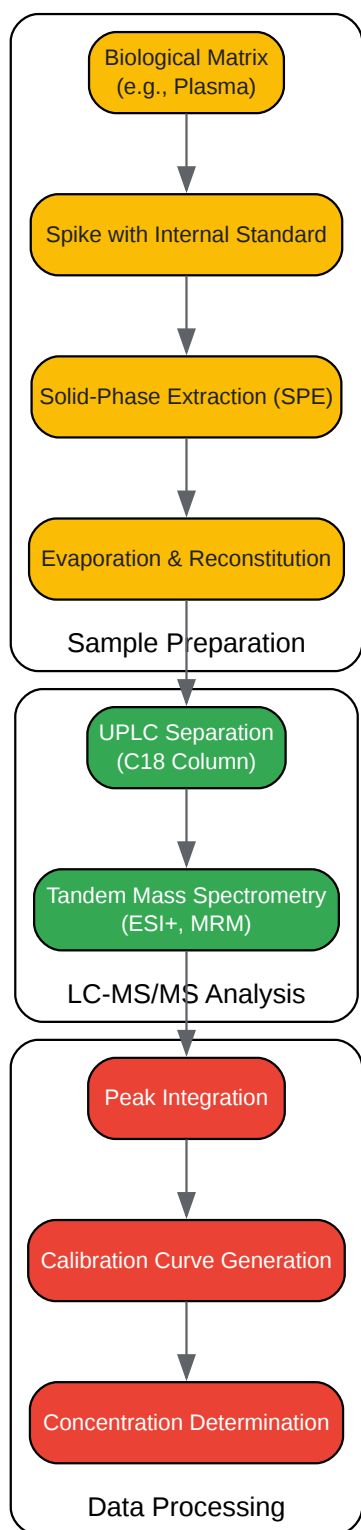 Biological Matrix
(e.g., Plasma)
Spike with Internal Standard
Solid-Phase Extraction (SPE)
Evaporation & Reconstitution
Sample Preparation
UPLC Separation
(C18 Column)
Tandem Mass Spectrometry
(ESI+, MRM)
LC-MS/MS Analysis
Peak Integration
Calibration Curve Generation
Concentration Determination
Data Processing